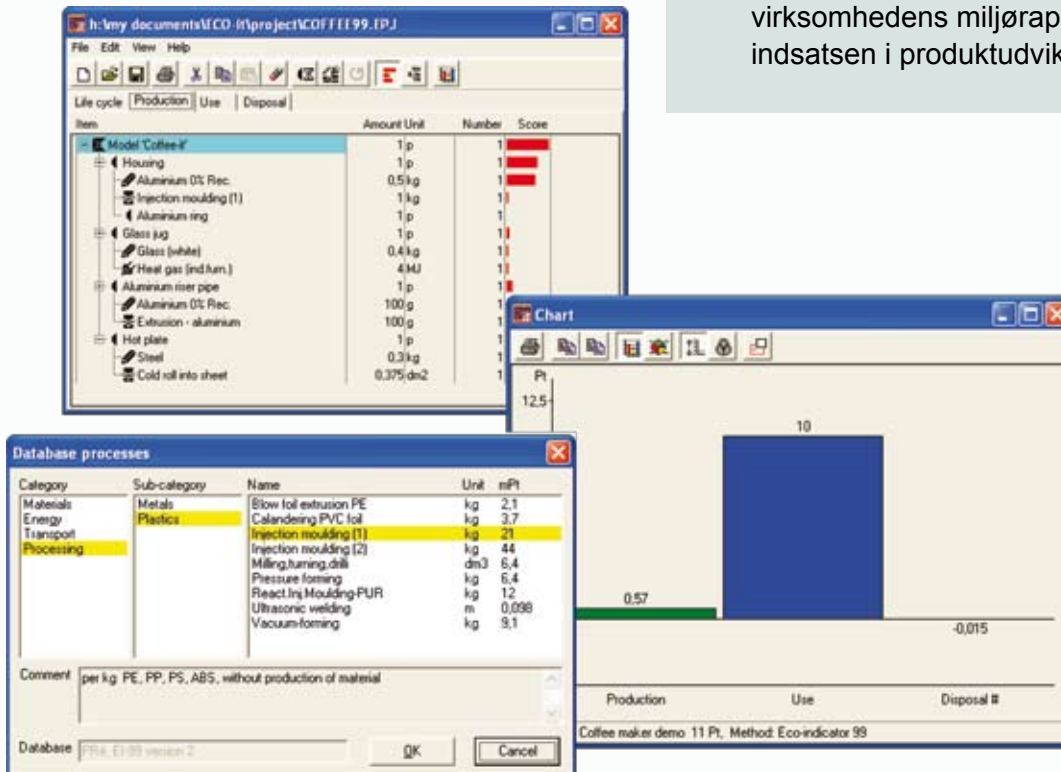 virksomhedens miljørap
indsatsen i produktudvik
h:\my documents\ECO-it\project\COFFEE99.EPJ
File Edit View Help
Life cycle Production Use Disposal
Item Amount Unit Number Score
Model 'Coffee-it' 1 p 1
Housing 1 p 1
Aluminium 0% Rec. 0,5 kg 1
Injection moulding (1) 1 kg 1
Aluminium ring 1 p 1
Glass jug 1 p 1
Glass (white) 0,4 kg 1
Heat gas (ind.furn.) 4 MJ 1
Aluminium riser pipe 1 p 1
Aluminium 0% Rec. 100 g 1
Extrusion - aluminium 100 g 1
Hot plate 1 p 1
Steel 0,3 kg 1
Cold roll into sheet 0,375 dm2 1
Chart
Pt
12,5
10
0,57
-0,015
Production Use Disposal #
Coffee maker demo 11 Pt, Method: Eco-indicator 99
Database processes
Category Sub-category Name Unit mPt
Materials Metals Blow foil extrusion PE kg 2,1
Energy Plastics Calandering PVC foil kg 3,7
Transport Injection moulding (1) kg 21
Processing Injection moulding (2) kg 44
Milling,turning,drilli dm3 6,4
Pressure forming kg 6,4
React.Inj.Moulding-PUR kg 12
Ultrasonic welding m 0,098
Vacuum-forming kg 9,1
Comment per kg PE, PP, PS, ABS, without production of material
Database PRé, EI-99 version 2 OK Cancel